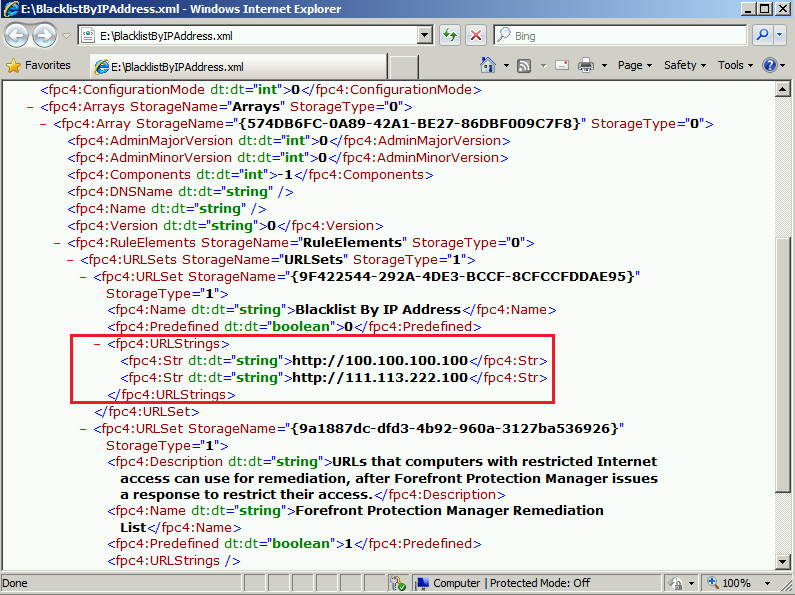 E:\BlacklistByIPAddress.xml - Windows Internet Explorer
E:\BlacklistByIPAddress.xml
Bing
Favorites
E:\BlacklistByIPAddress.xml
Page
Safety
Tools
<fpc4:ConfigurationMode dt:dt="int">0</fpc4:ConfigurationMode>
- <fpc4:Arrays StorageName="Arrays" StorageType="0">
- <fpc4:Array StorageName="{574DB6FC-0A89-42A1-BE27-86DBF009C7F8}" StorageType="0">
<fpc4:AdminMajorVersion dt:dt="int">0</fpc4:AdminMajorVersion>
<fpc4:AdminMinorVersion dt:dt="int">0</fpc4:AdminMinorVersion>
<fpc4:Components dt:dt="int">-1</fpc4:Components>
<fpc4:DNSName dt:dt="string" />
<fpc4:Name dt:dt="string" />
<fpc4:Version dt:dt="string">0</fpc4:Version>
- <fpc4:RuleElements StorageName="RuleElements" StorageType="0">
- <fpc4:URLSets StorageName="URLSets" StorageType="1">
- <fpc4:URLSet StorageName="{9F422544-292A-4DE3-BCCF-8CFCCFDDAE95}"
StorageType="1">
<fpc4:Name dt:dt="string">Blacklist By IP Address</fpc4:Name>
<fpc4:Predefined dt:dt="boolean">0</fpc4:Predefined>
- <fpc4:URLStrings>
<fpc4:Str dt:dt="string">http://100.100.100.100</fpc4:Str>
<fpc4:Str dt:dt="string">http://111.113.222.100</fpc4:Str>
</fpc4:URLStrings>
</fpc4:URLSet>
- <fpc4:URLSet StorageName="{9a1887dc-dfd3-4b92-960a-3127ba536926}"
StorageType="1">
<fpc4:Description dt:dt="string">URLs that computers with restricted Internet
access can use for remediation, after Forefront Protection Manager issues
a response to restrict their access.</fpc4:Description>
<fpc4:Name dt:dt="string">Forefront Protection Manager Remediation
List</fpc4:Name>
<fpc4:Predefined dt:dt="boolean">1</fpc4:Predefined>
<fpc4:URLStrings />
Done
Computer | Protected Mode: Off
100%